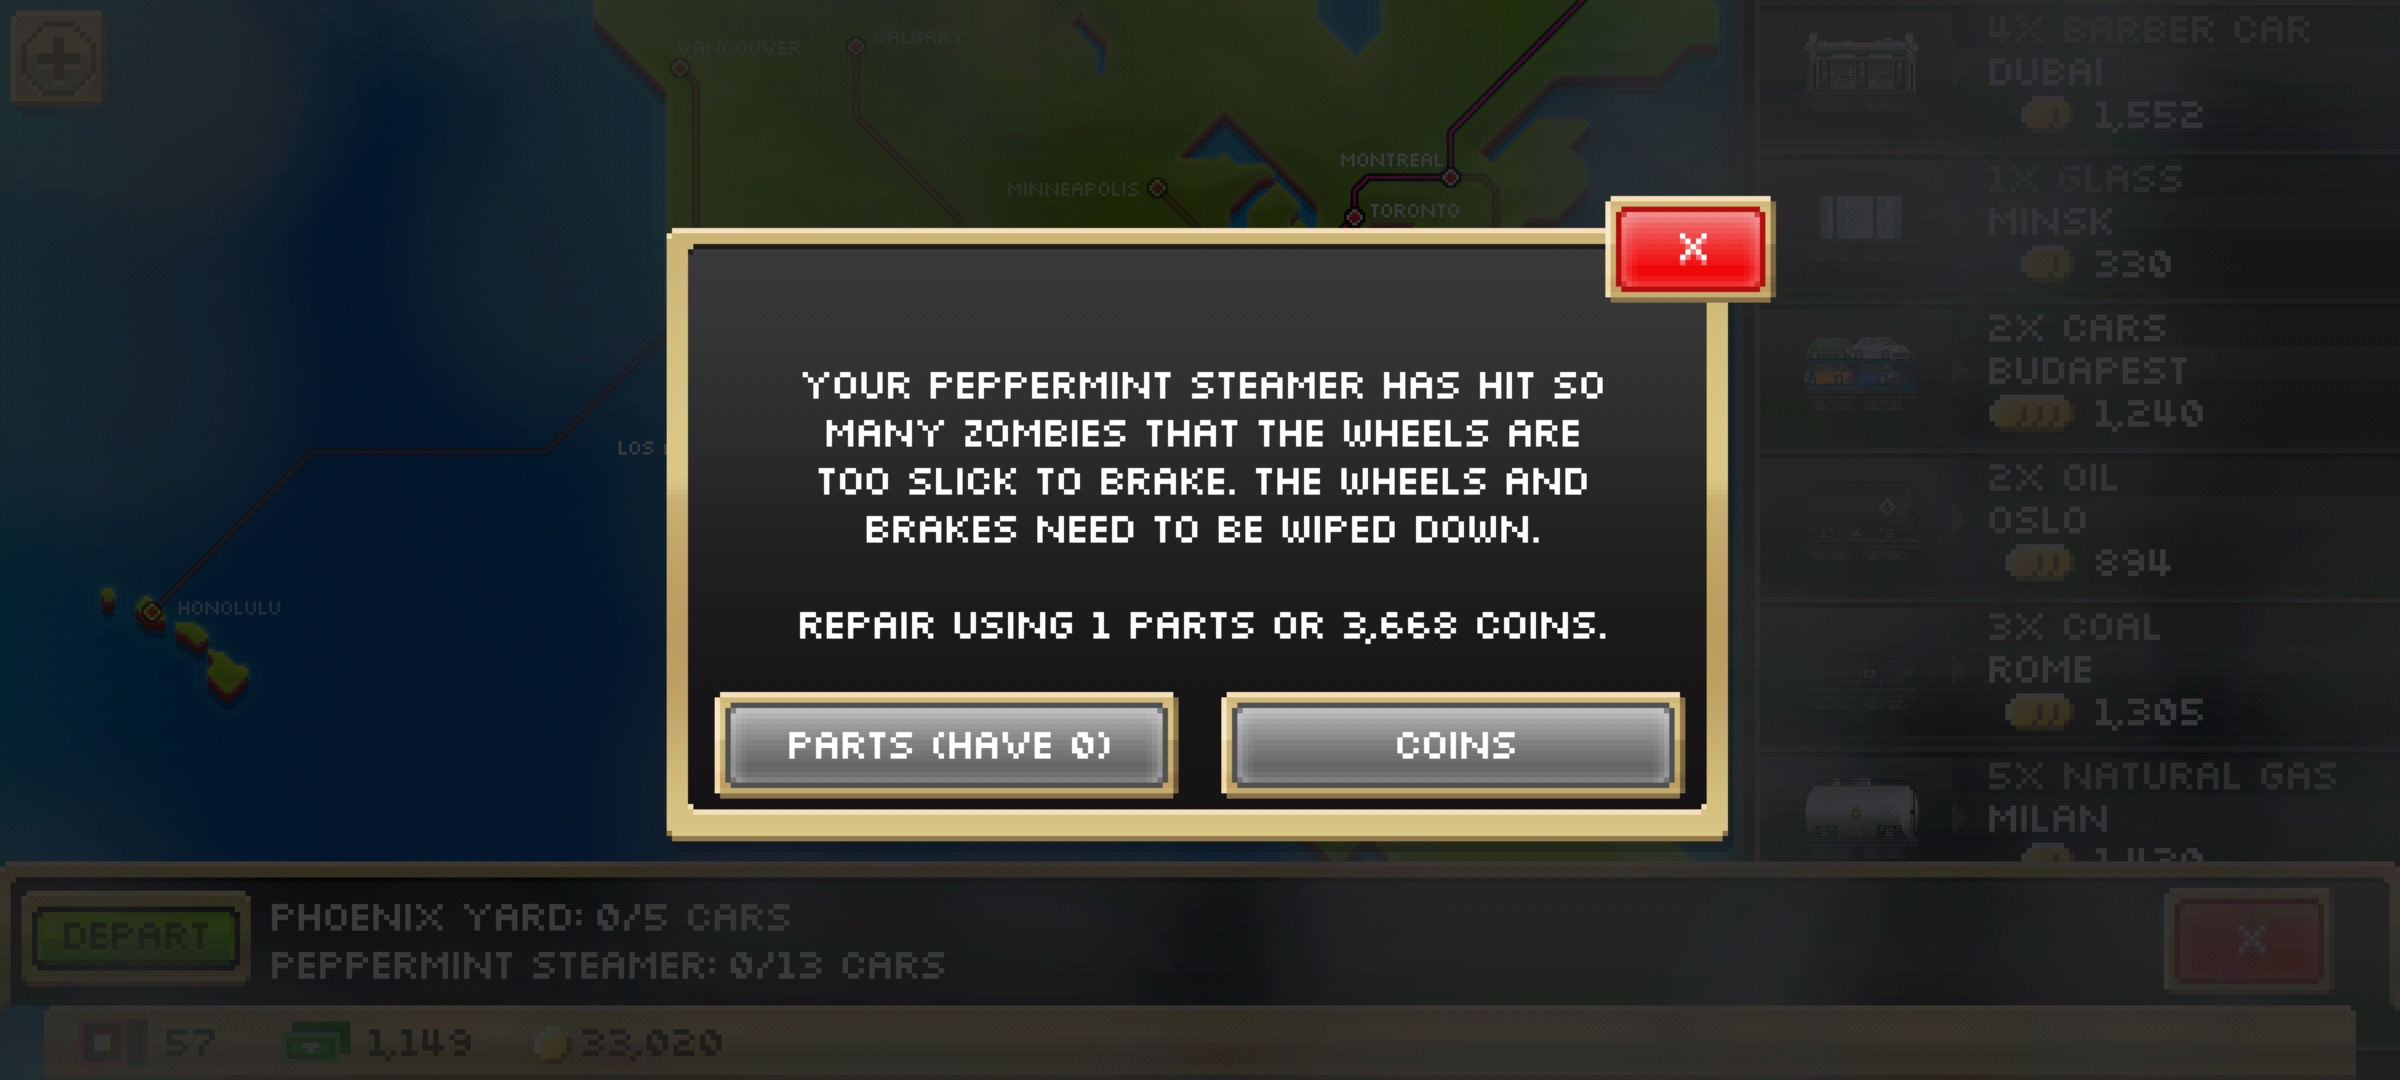 VANCOUVER
CALGARY
MINNEAPOLIS
MONTREAL
TORONTO
LOS
HONOLULU
4X BARBER CAR
DUBAI
1,552
1X GLASS
MINSK
330
2X CARS
BUDAPEST
1,240
2X OIL
OSLO
894
3X COAL
ROME
1,305
5X NATURAL GAS
MILAN
X
YOUR PEPPERMINT STEAMER HAS HIT SO
MANY ZOMBIES THAT THE WHEELS ARE
TOO SLICK TO BRAKE. THE WHEELS AND
BRAKES NEED TO BE WIPED DOWN.
REPAIR USING 1 PARTS OR 3,668 COINS.
PARTS (HAVE 0)
COINS
DEPART
PHOENIX YARD: 0/5 CARS
PEPPERMINT STEAMER: 0/13 CARS
X
57
1,149
33,020